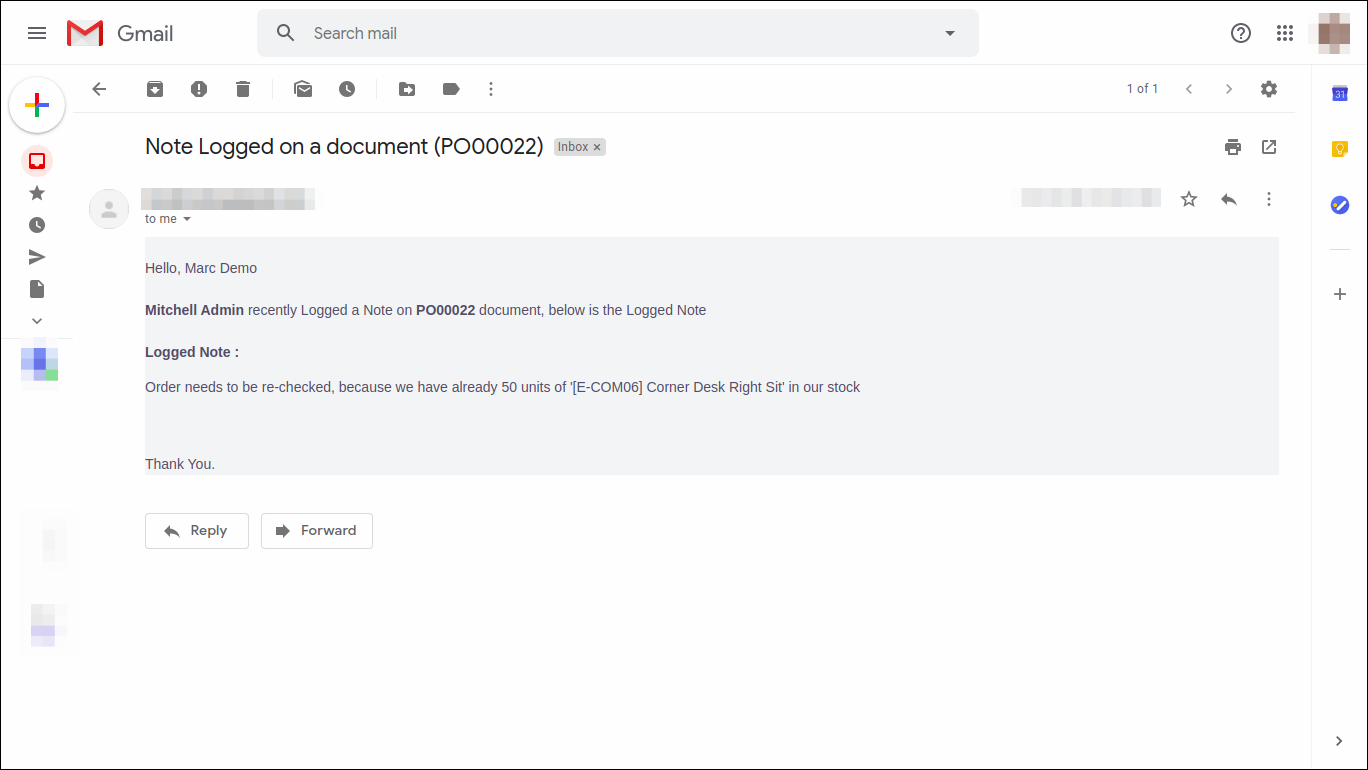 Gmail
Search mail
1 of 1
31
Note Logged on a document (PO00022) Inbox ×
to me
Hello, Marc Demo
Mitchell Admin recently Logged a Note on PO00022 document, below is the Logged Note
Logged Note :
Order needs to be re-checked, because we have already 50 units of '[E-COM06] Corner Desk Right Sit' in our stock
Thank You.
Reply Forward